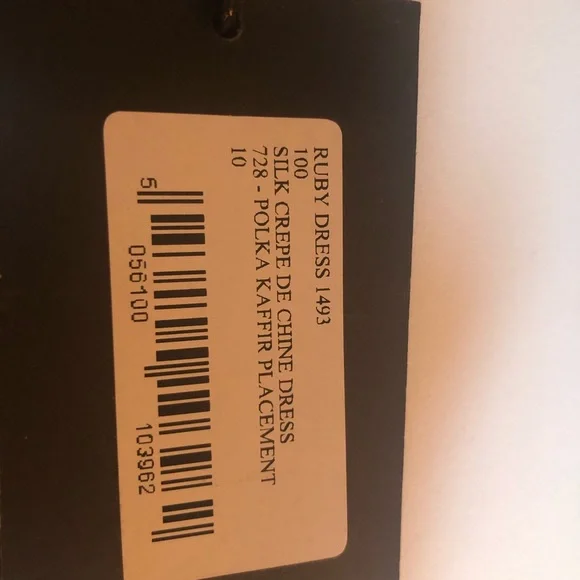 RUBY DRESS 1493
100
SILK CREPE DE CHINE DRESS
728 - POLKA KAFFIR PLACEMENT
10
5 056100 103962